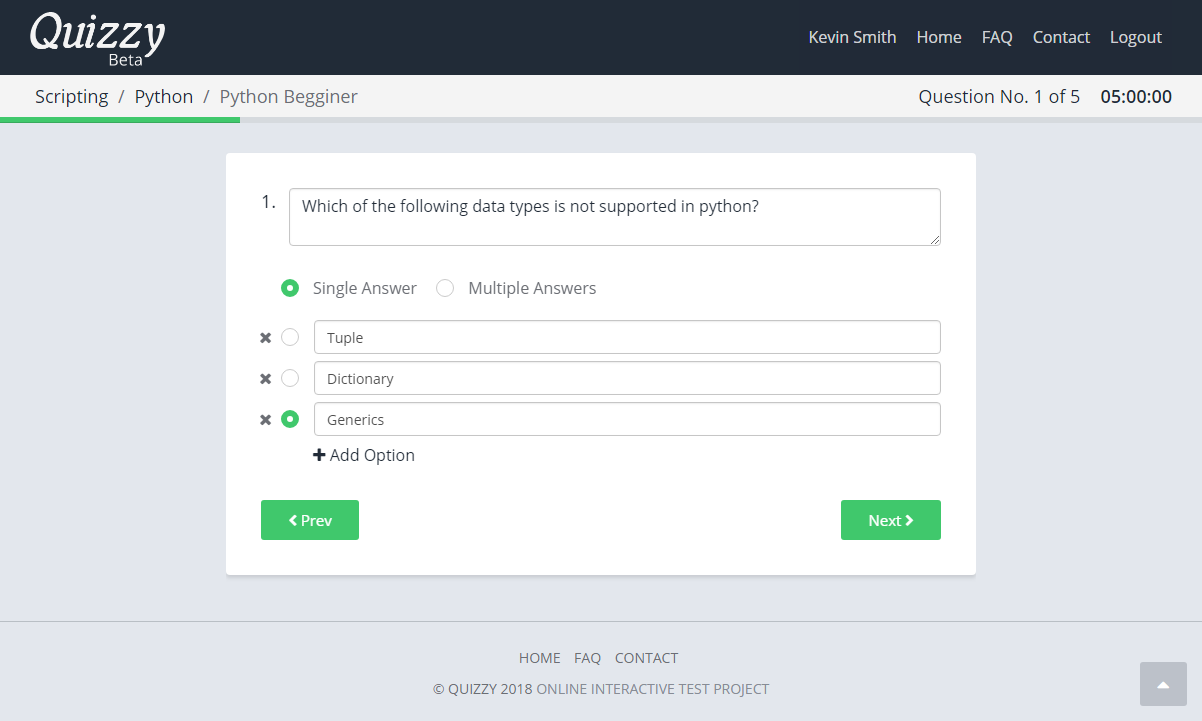 Quizzy
Beta
Kevin Smith Home FAQ Contact Logout
Scripting / Python / Python Begginer
Question No. 1 of 5 05:00:00
1. Which of the following data types is not supported in python?
Single Answer Multiple Answers
Tuple
Dictionary
Generics
Add Option
Prev
Next
HOME FAQ CONTACT
© QUIZZY 2018 ONLINE INTERACTIVE TEST PROJECT